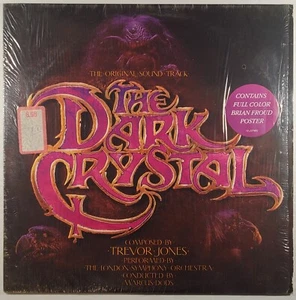 THE ORIGINAL SOUND TRACK
THE
DARK
CRYSTAL
CONTAINS
FULL COLOR
BRIAN FROUD
POSTER
COMPOSED BY
TREVOR JONES
PERFORMED BY
THE LONDON SYMPHONY ORCHESTRA
CONDUCTED BY
MARCUS DODS